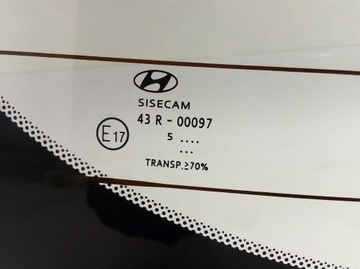 SISECAM
43 R - 00097
E17
5 ....
...
TRANSP.≥70%